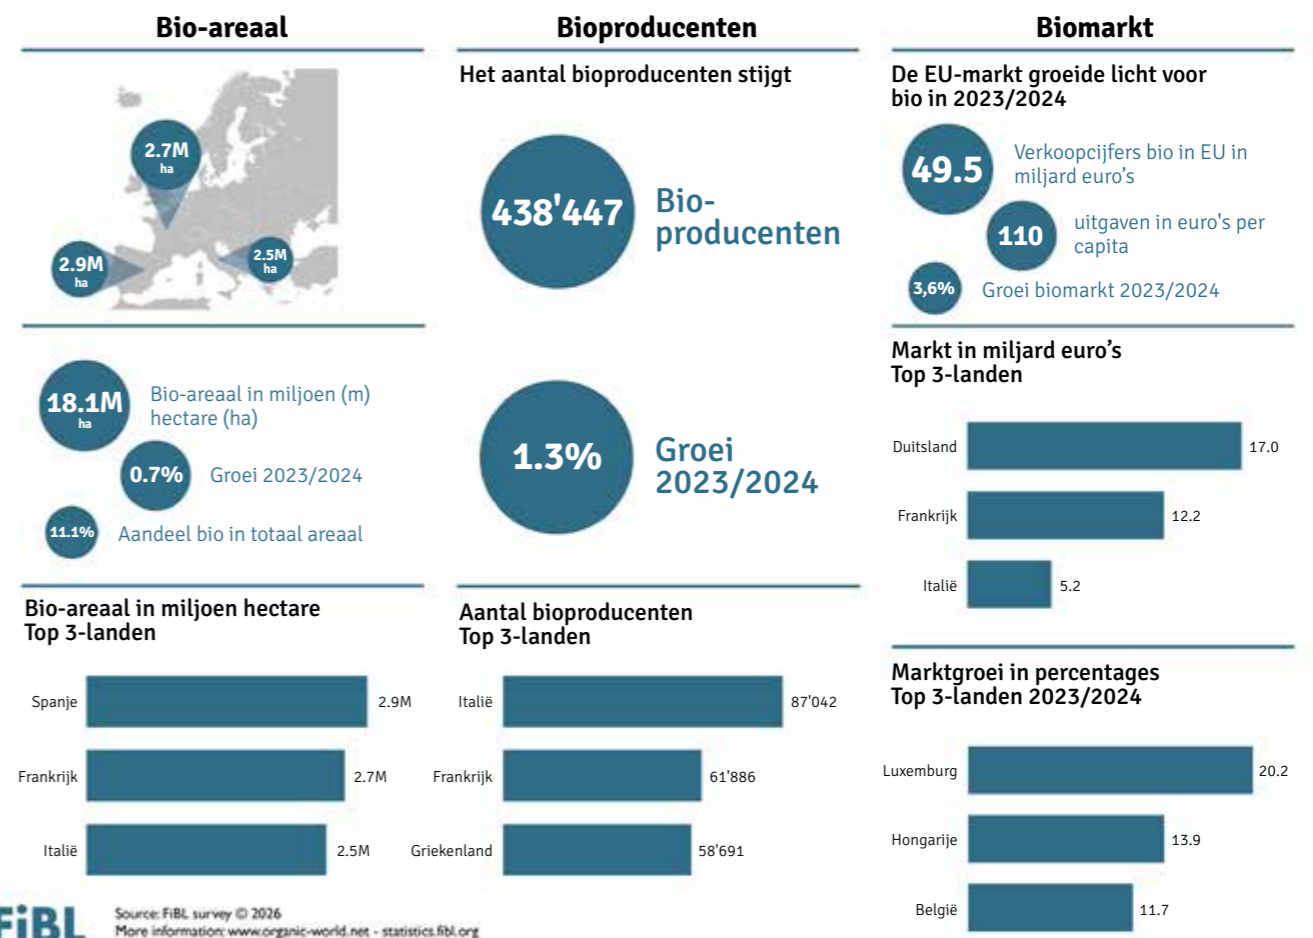 Bio-areaal
2.7M
ha
2.9M
ha
2.5M
ha
18.1M
ha
Bio-areaal in miljoen (m)
hectare (ha)
0.7%
Groei 2023/2024
11.1%
Aandeel bio in totaal areaal
Bio-areaal in miljoen hectare
Top 3-landen
Spanje
2.9M
Frankrijk
2.7M
Italië
2.5M
Bioproducenten
Het aantal bioproducenten stijgt
438'447
Bio-
producenten
1.3%
Groei
2023/2024
Aantal bioproducenten
Top 3-landen
Italië
87'042
Frankrijk
61'886
Griekenland
58'691
Biomarkt
De EU-markt groeide licht voor
bio in 2023/2024
49.5
Verkoopcijfers bio in EU in
miljard euro’s
110
uitgaven in euro's per
capita
3,6%
Groei biomarkt 2023/2024
Markt in miljard euro’s
Top 3-landen
Duitsland
17.0
Frankrijk
12.2
Italië
5.2
Marktgroei in percentages
Top 3-landen 2023/2024
Luxemburg
20.2
Hongarije
13.9
België
11.7
FiBL
Source: FiBL survey © 2026
More information: www.organic-world.net - statistics.fibl.org